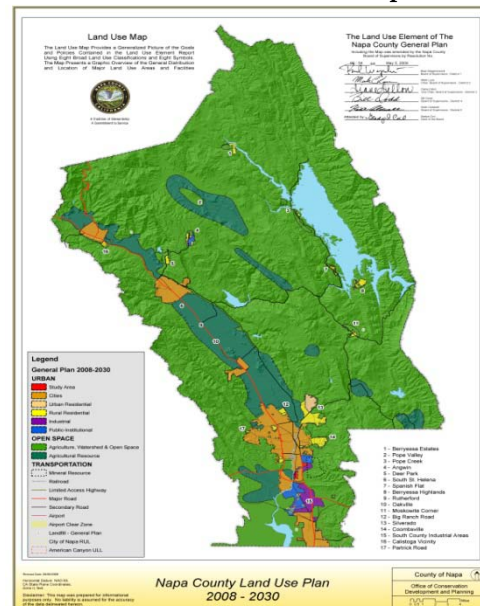 Land Use Map
The Land Use Map Provides a Generalized Picture of the Goals
and Policies Contained in the Land Use Element Report
Using Eight Broad Land Use Classifications and Eight Symbols.
The Map Presents a Graphic Overview of the General Distribution
and Location of Major Land Use Areas and Facilities
The Land Use Element of The
Napa County General Plan
Legend
General Plan 2008-2030
URBAN
Study Area
Cities
Urban Residential
Rural Residential
Industrial
Public-Institutional
OPEN SPACE
Agriculture, Watershed & Open Space
Agricultural Resource
TRANSPORTATION
Mineral Resource
Railroad
Limited Access Highway
Major Road
Secondary Road
Airport
Airport Clear Zone
Landfill - General Plan
City of Napa RUL
American Canyon ULL
1 - Berryessa Estates
2 - Pope Valley
3 - Pope Creek
4 - Angwin
5 - Deer Park
6 - South St. Helena
7 - Spanish Flat
8 - Berryessa Highlands
9 - Rutherford
10 - Oakville
11 - Moskowite Corner
12 - Big Ranch Road
13 - Silverado
14 - Coombsville
15 - South County Industrial Areas
16 - Calistoga Vicinity
17 - Partrick Road
Napa County Land Use Plan
2008 - 2030
County of Napa
Office of Conservation
Development and Planning